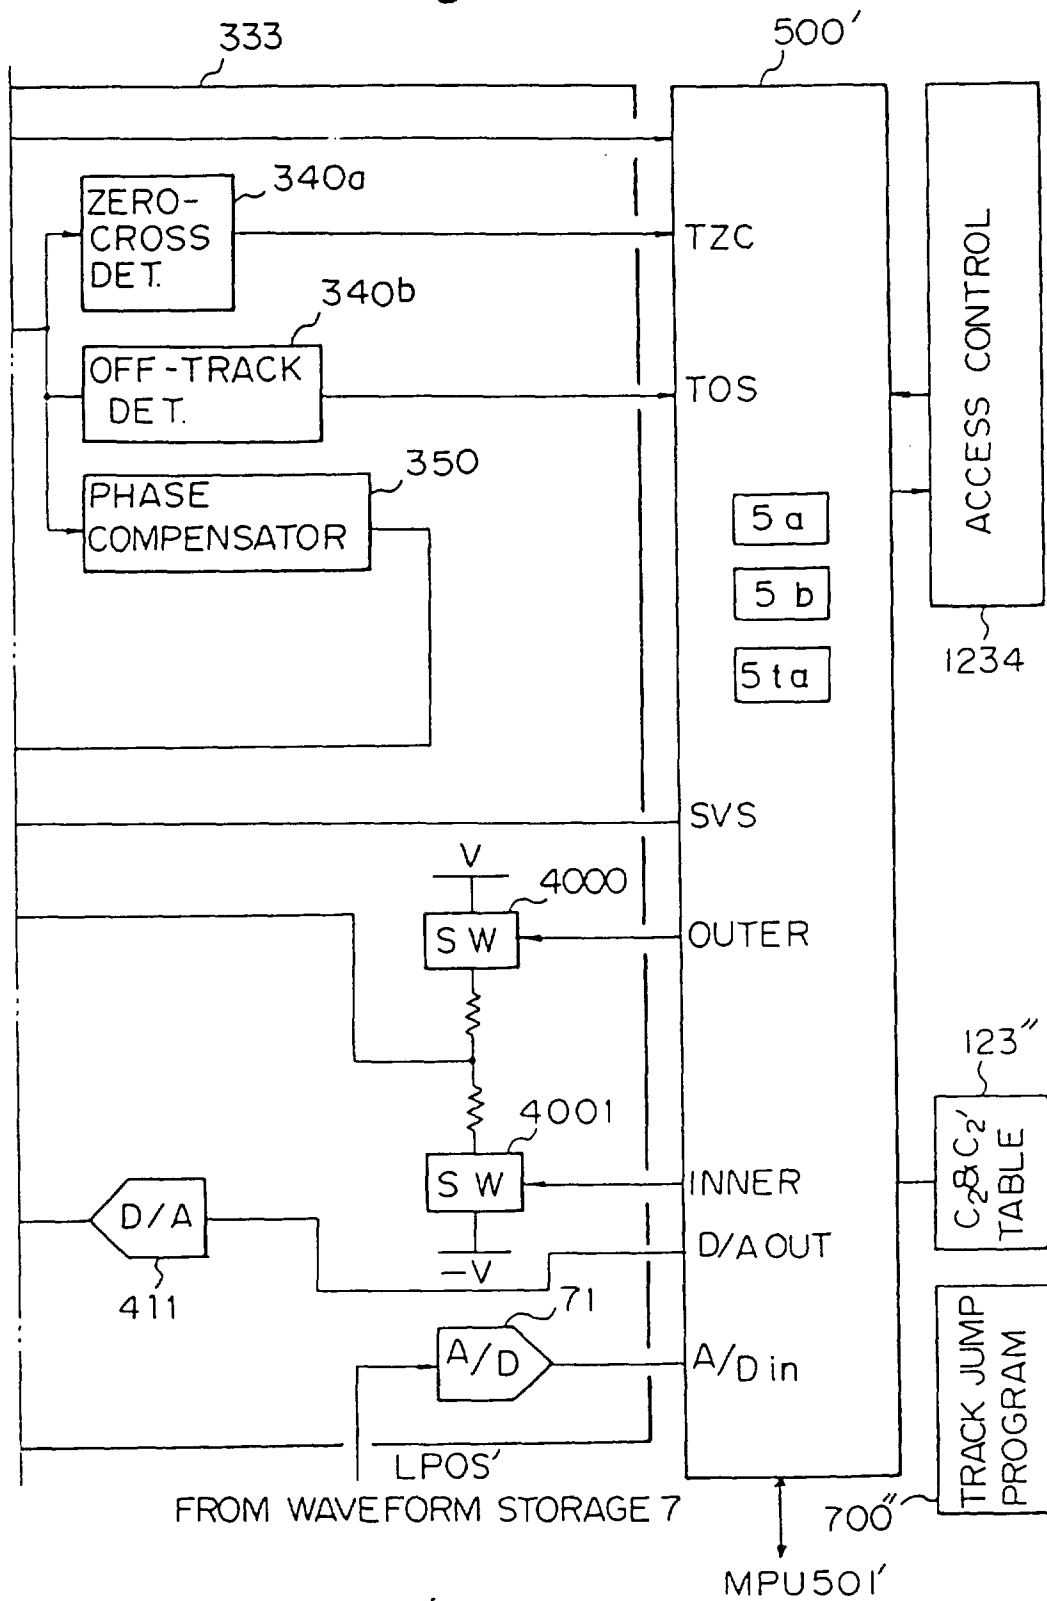 333
500′
340a
ZERO-
CROSS
DET.
TZC
340b
OFF-TRACK
DET.
TOS
350
PHASE
COMPENSATOR
5a
5b
5ta
ACCESS CONTROL
1234
SVS
V
4000
SW
OUTER
4001
SW
INNER
-V
D/A
411
D/A OUT
71
A/D
A/D in
123″
C₂&C₂′
TABLE
TRACK JUMP
PROGRAM
700″
LPOS′
FROM WAVEFORM STORAGE 7
MPU501′